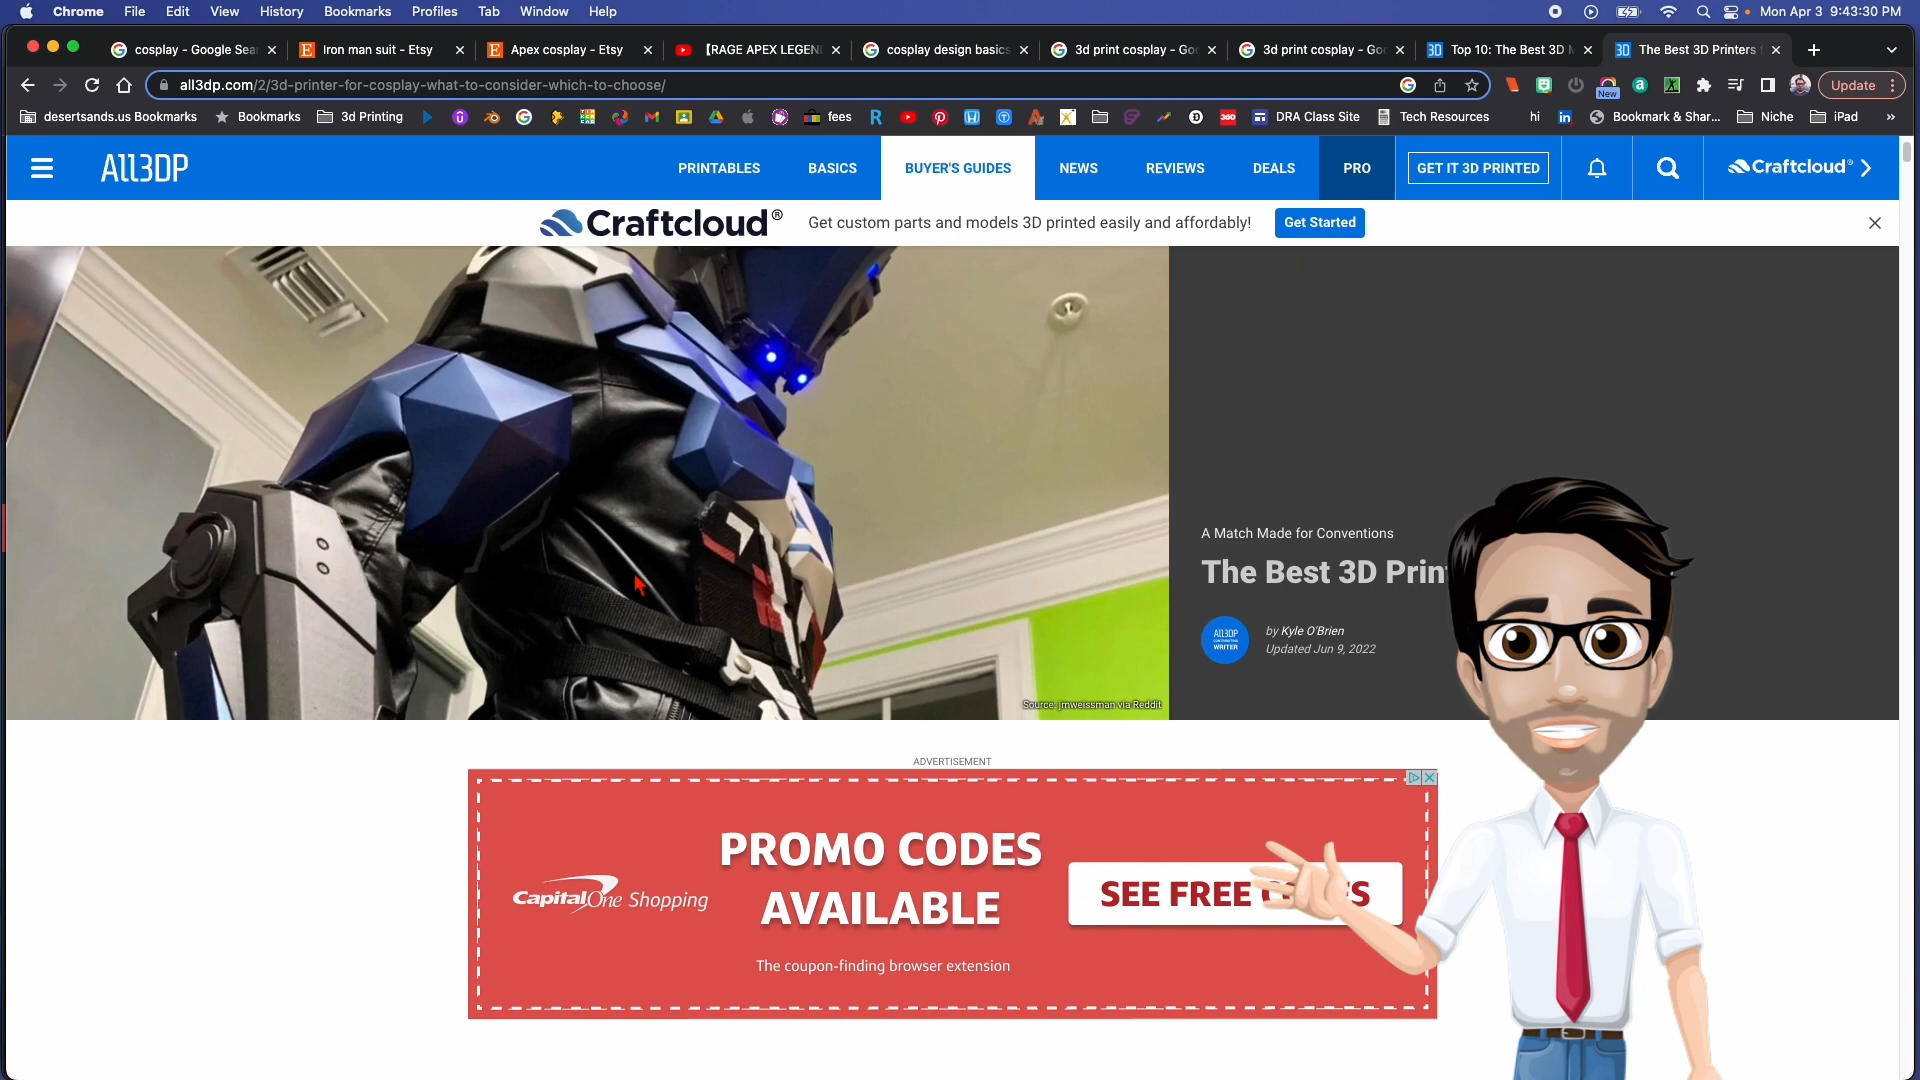 Chrome File Edit View History Bookmarks Profiles Tab Window Help
Mon Apr 3 9:43:30 PM
cosplay - Google Sea
Iron man suit - Etsy
Apex cosplay - Etsy
【RAGE APEX LEGEN
cosplay design basics
3d print cosplay - Go
3d print cosplay - Go
Top 10: The Best 3D
The Best 3D Printers
all3dp.com/2/3d-printer-for-cosplay-what-to-consider-which-to-choose/
New
Update
desertsands.us Bookmarks
Bookmarks
3d Printing
fees
DRA Class Site
Tech Resources
hi
Bookmark & Shar...
Niche
iPad
ALL3DP
PRINTABLES
BASICS
BUYER'S GUIDES
NEWS
REVIEWS
DEALS
PRO
GET IT 3D PRINTED
Craftcloud®
Craftcloud®
Get custom parts and models 3D printed easily and affordably!
Get Started
A Match Made for Conventions
The Best 3D Prin
ALL3DP
CONTRIBUTING
WRITER
by Kyle O'Brien
Updated Jun 9, 2022
Source: jmweissman via Reddit
ADVERTISEMENT
CapitalOne Shopping
PROMO CODES
AVAILABLE
The coupon-finding browser extension
SEE FREE